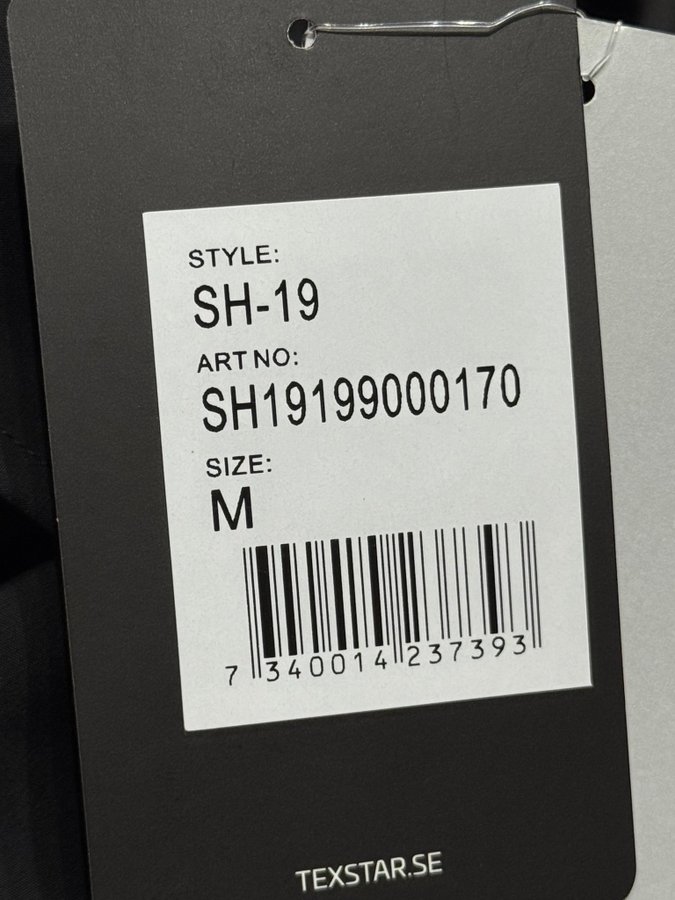 STYLE:
SH-19
ART NO:
SH19199000170
SIZE:
M
7 340014 237393
TEXSTAR.SE